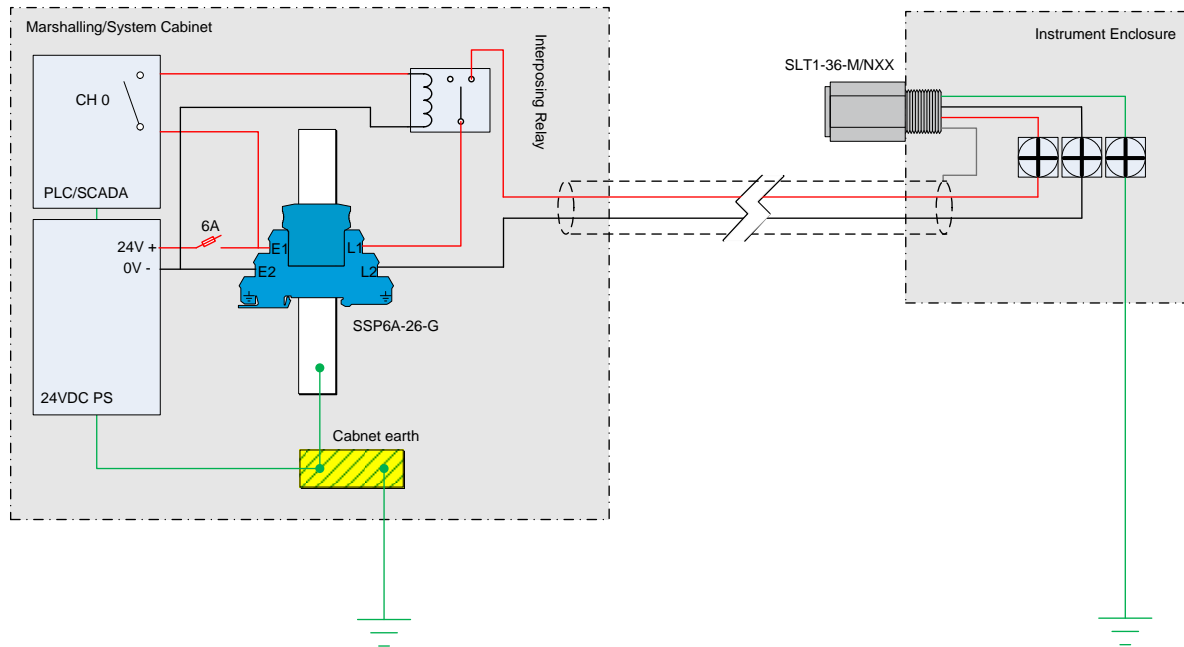 Marshalling/System Cabinet
Instrument Enclosure
Interposing Relay
SLT1-36-M/NXX
CH 0
PLC/SCADA
6A
24V +
0V -
E1
L1
E2
L2
SSP6A-26-G
24VDC PS
Cabnet earth